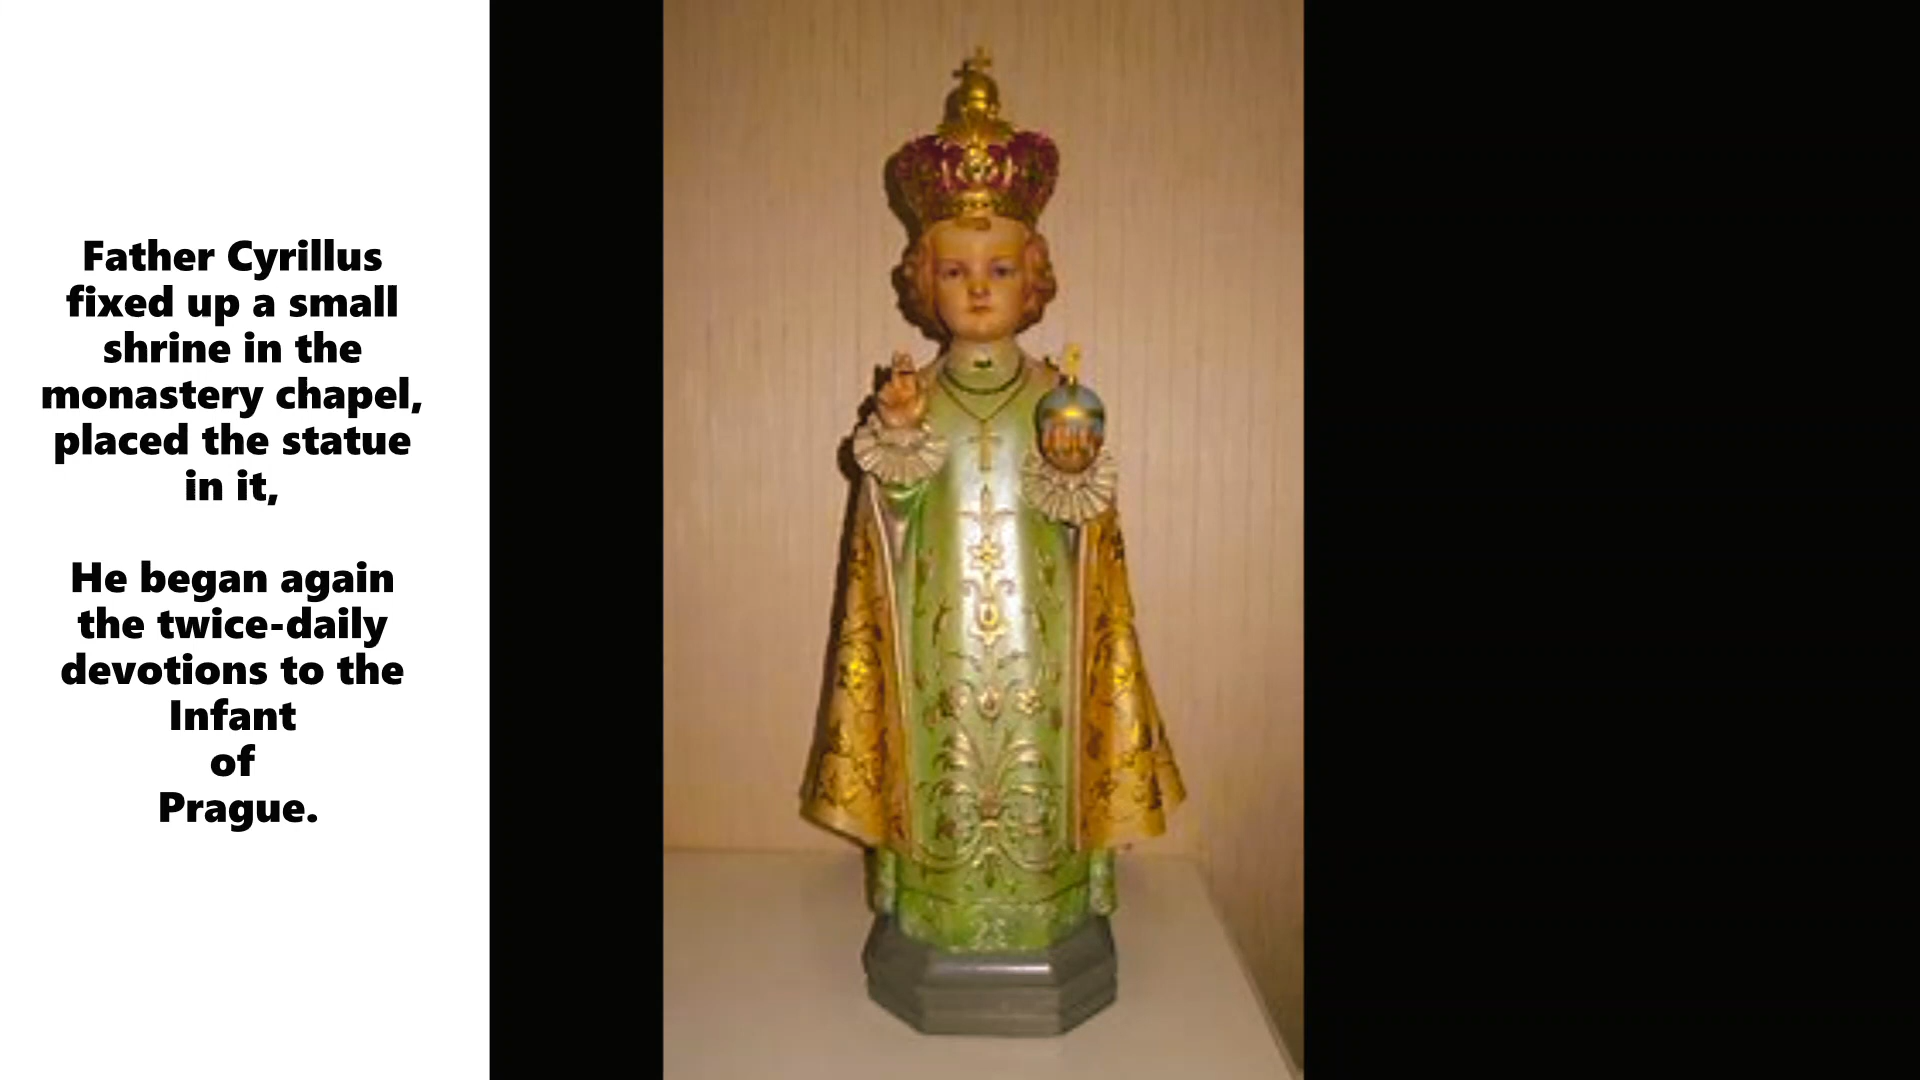 Father Cyrillus
fixed up a small
shrine in the
monastery chapel,
placed the statue
in it,
He began again
the twice-daily
devotions to the
Infant
of
Prague.